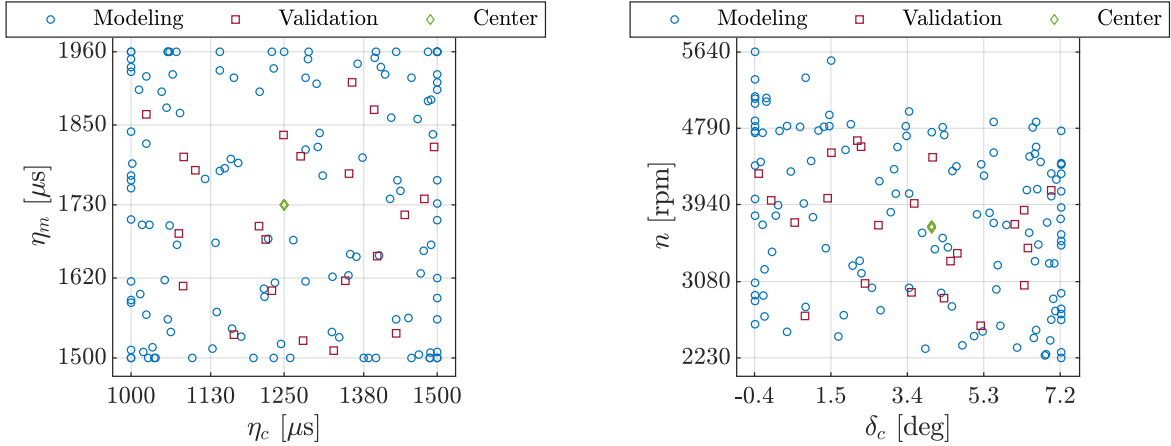 Modeling Validation Center
1960
1850
1730
1620
1500
η_m [μs]
1000 1130 1250 1380 1500
η_c [μs]
Modeling Validation Center
5640
4790
3940
3080
2230
n [rpm]
-0.4 1.5 3.4 5.3 7.2
δ_c [deg]